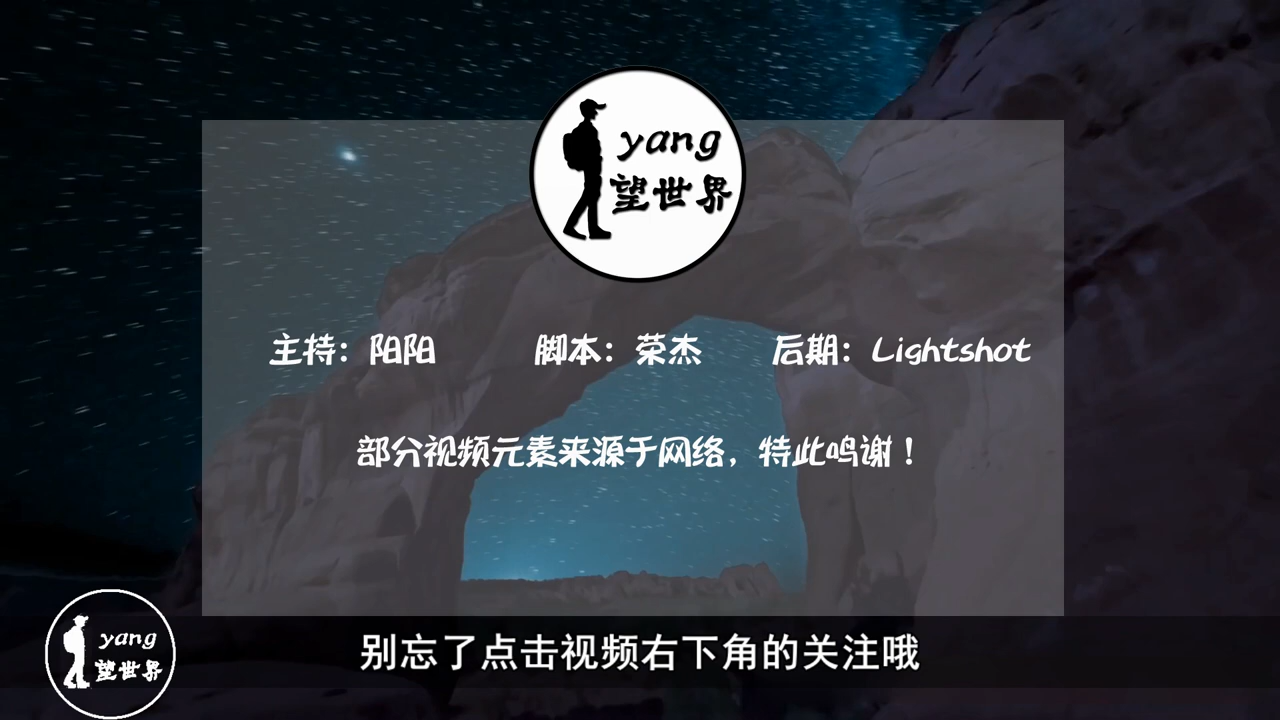 yang
望世界
主持：阳阳 脚本：荣杰 后期：Lightshot
部分视频元素来源于网络，特此鸣谢！
yang
望世界
别忘了点击视频右下角的关注哦